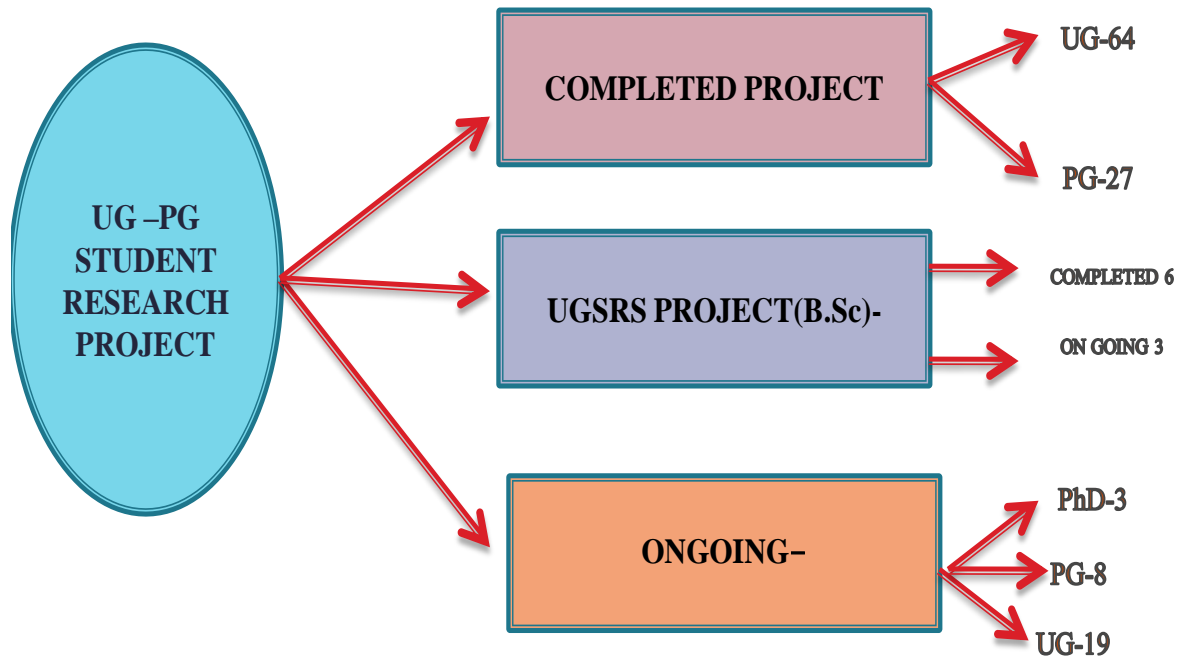 UG –PG
STUDENT
RESEARCH
PROJECT
COMPLETED PROJECT
UG-64
PG-27
UGSRS PROJECT(B.Sc)-
COMPLETED 6
ON GOING 3
ONGOING–
PhD-3
PG-8
UG-19